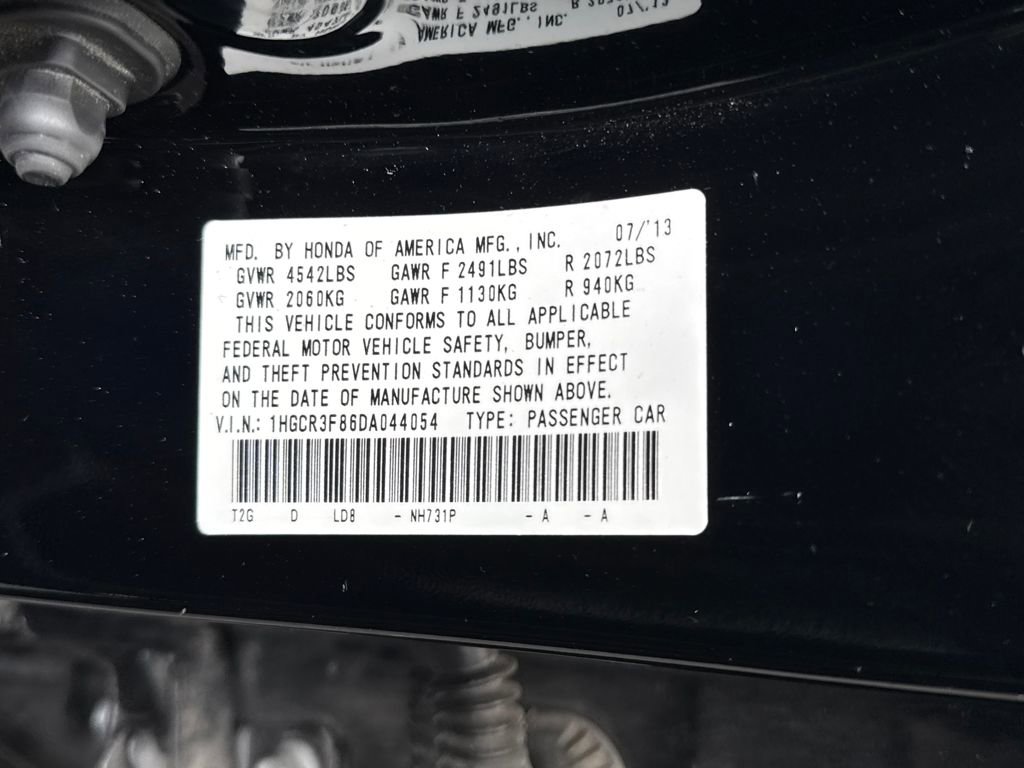 MFD. BY HONDA OF AMERICA MFG., INC. 07/'13
GVWR 4542LBS GAWR F 2491LBS R 2072LBS
GVWR 2060KG GAWR F 1130KG R 940KG
THIS VEHICLE CONFORMS TO ALL APPLICABLE
FEDERAL MOTOR VEHICLE SAFETY, BUMPER,
AND THEFT PREVENTION STANDARDS IN EFFECT
ON THE DATE OF MANUFACTURE SHOWN ABOVE.
V.I.N.: 1HGCR3F86DA044054 TYPE: PASSENGER CAR
T2G D LD8 - NH731P - A - A